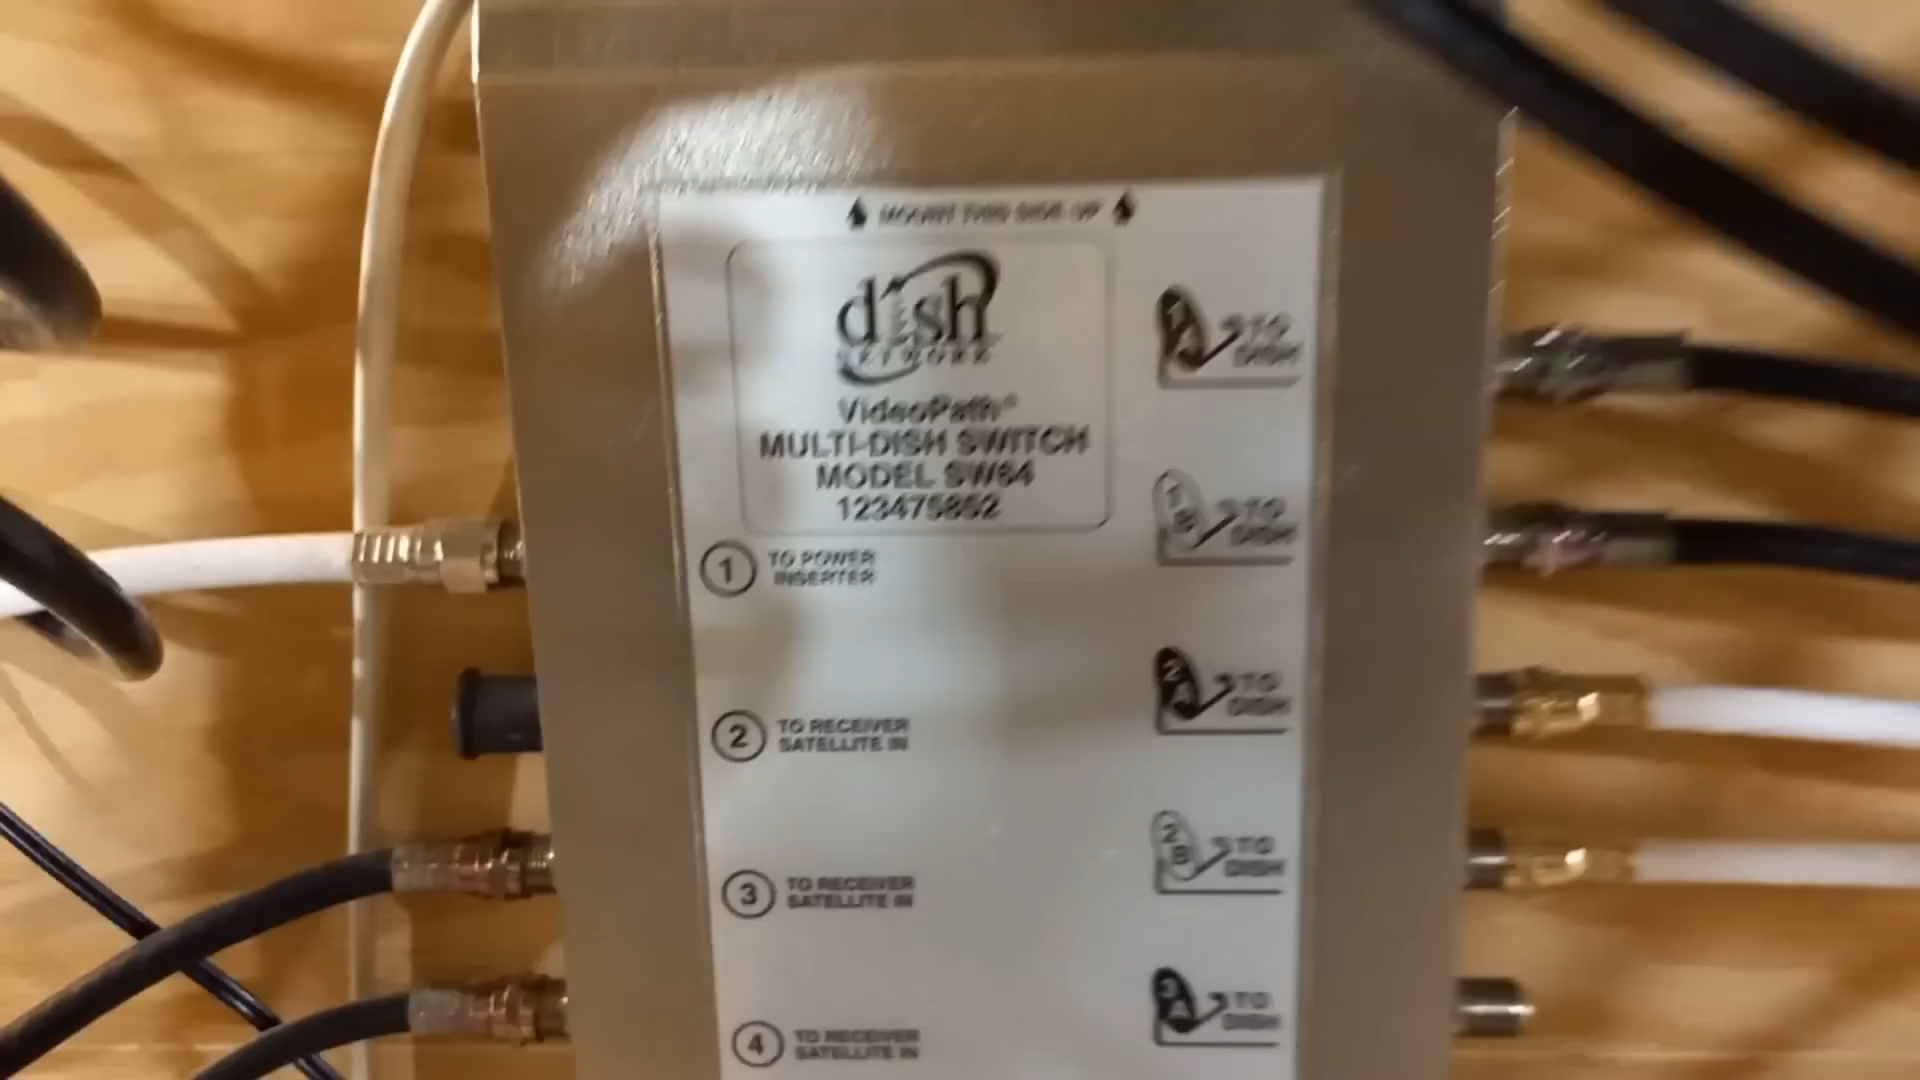 MOUNT THIS SIDE UP
dish
NETWORK
VideoPath®
MULTI-DISH SWITCH
MODEL SW64
123475852
1 TO POWER
INSERTER
2 TO RECEIVER
SATELLITE IN
3 TO RECEIVER
SATELLITE IN
4 TO RECEIVER
SATELLITE IN
1A TO
DISH
1B TO
DISH
2A TO
DISH
2B TO
DISH
3A TO
DISH